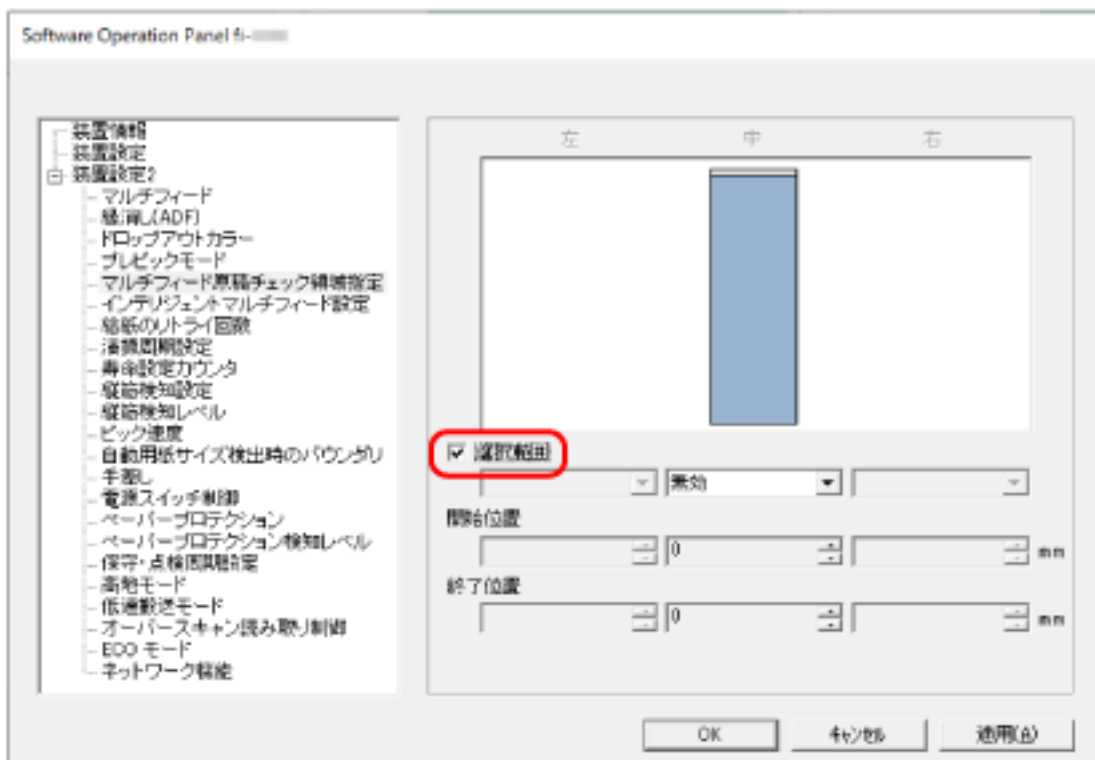 Software Operation Panel fi-
装置情報
装置設定
装置設定2
マルチフィード
縁消し(ADF)
ドロップアウトカラー
プレピックモード
マルチフィード原稿チェック領域指定
インテリジェントマルチフィード設定
給紙のリトライ回数
清掃周期設定
寿命設定カウンタ
縦筋検知設定
縦筋検知レベル
ピック速度
自動用紙サイズ検出時のバウンダリ
手差し
電源スイッチ制御
ペーパープロテクション
ペーパープロテクション検知レベル
保守・点検周期設定
高地モード
低速搬送モード
オーバースキャン読み取り制御
ECO モード
ネットワーク機能
左 中 右
選択範囲
無効
開始位置
0 mm
終了位置
0 mm
OK キャンセル 適用(A)